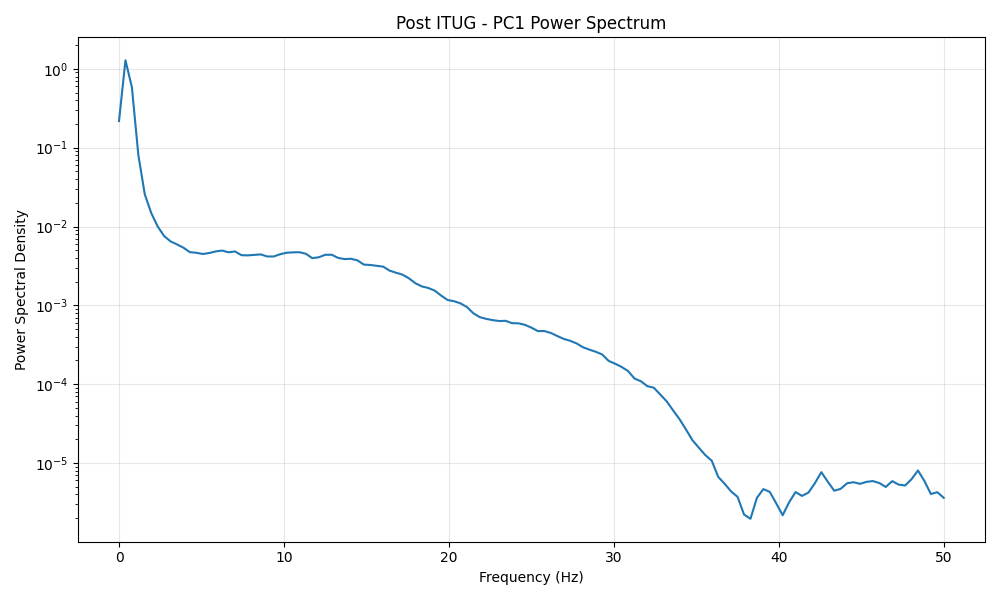 Post ITUG - PC1 Power Spectrum
Power Spectral Density
10⁰
10⁻¹
10⁻²
10⁻³
10⁻⁴
10⁻⁵
0 10 20 30 40 50
Frequency (Hz)